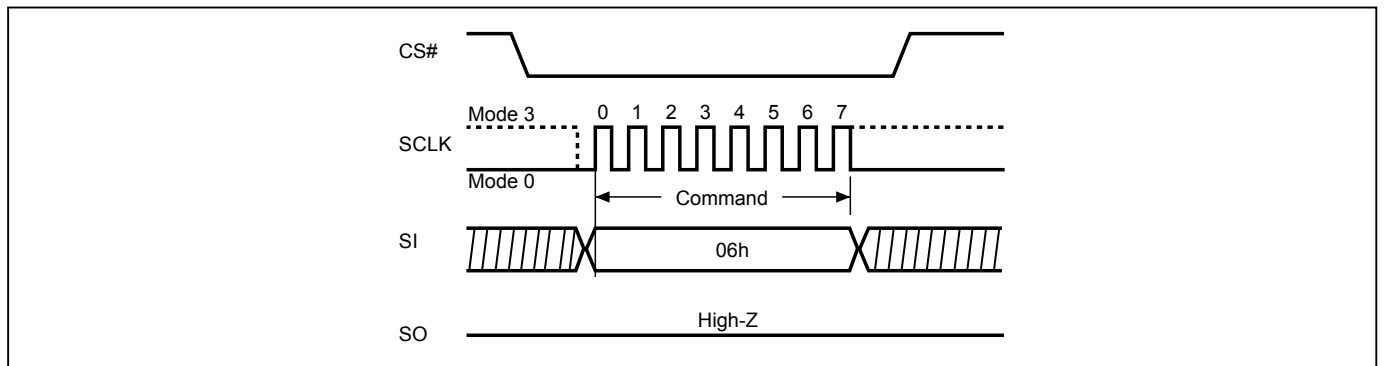 CS#
Mode 3
0 1 2 3 4 5 6 7
SCLK
Mode 0
Command
SI
06h
High-Z
SO